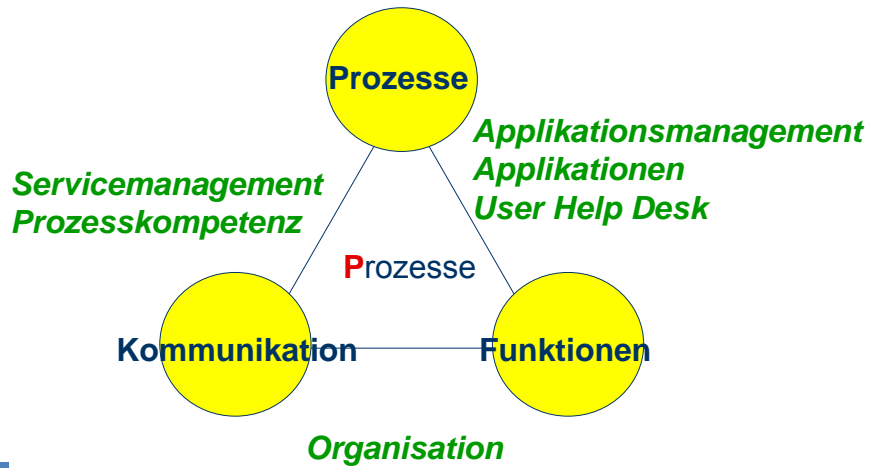 Prozesse
Applikationsmanagement
Applikationen
User Help Desk
Servicemanagement
Prozesskompetenz
Prozesse
Kommunikation
Funktionen
Organisation